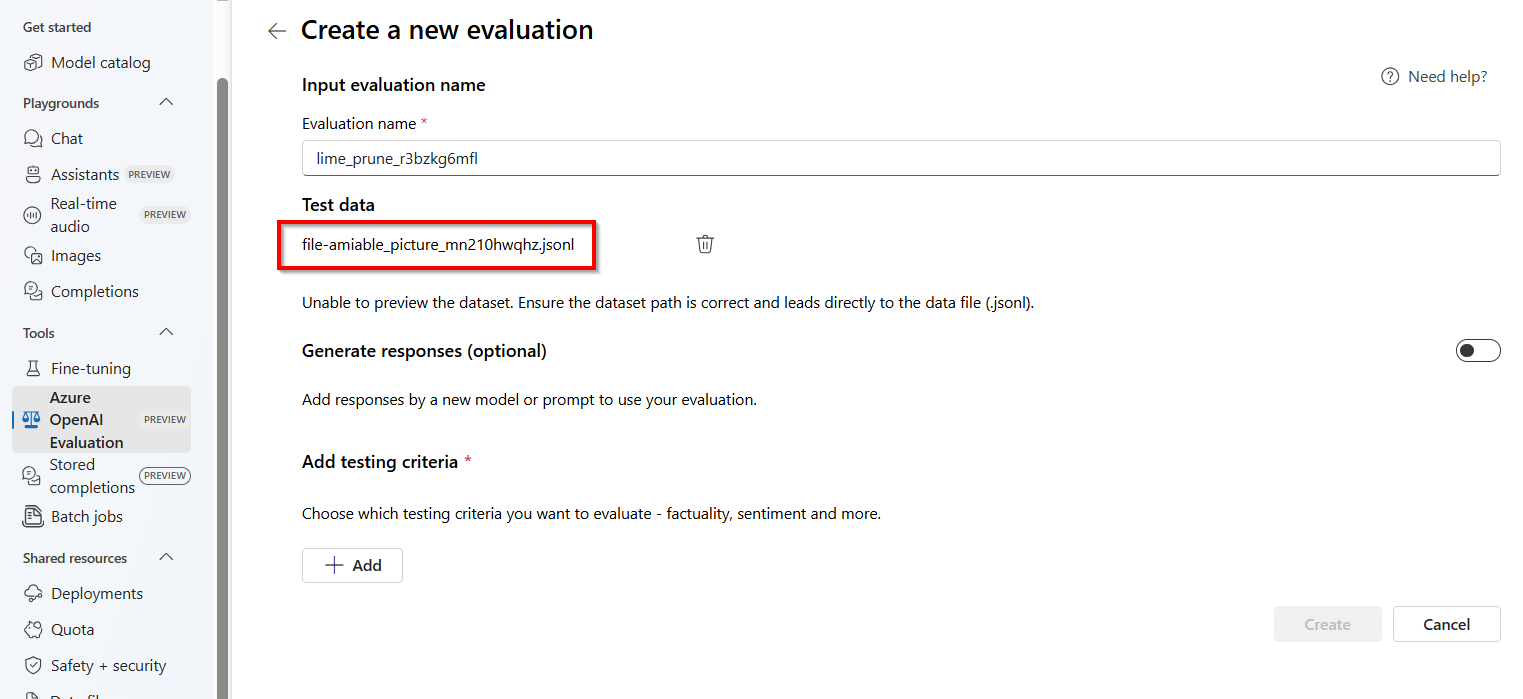 Get started
Model catalog
Playgrounds
Chat
Assistants PREVIEW
Real-time
audio PREVIEW
Images
Completions
Tools
Fine-tuning
Azure
OpenAI PREVIEW
Evaluation
Stored
completions PREVIEW
Batch jobs
Shared resources
Deployments
Quota
Safety + security
Create a new evaluation
Need help?
Input evaluation name
Evaluation name *
lime_prune_r3bzkg6mfl
Test data
file-amiable_picture_mn210hwqhz.jsonl
Unable to preview the dataset. Ensure the dataset path is correct and leads directly to the data file (.jsonl).
Generate responses (optional)
Add responses by a new model or prompt to use your evaluation.
Add testing criteria *
Choose which testing criteria you want to evaluate - factuality, sentiment and more.
Add
Create
Cancel